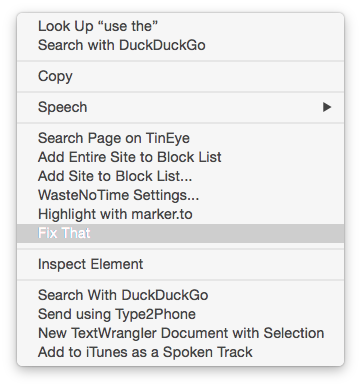 Look Up “use the”
Search with DuckDuckGo
Copy
Speech
Search Page on TinEye
Add Entire Site to Block List
Add Site to Block List...
WasteNoTime Settings...
Highlight with marker.to
Fix That
Inspect Element
Search With DuckDuckGo
Send using Type2Phone
New TextWrangler Document with Selection
Add to iTunes as a Spoken Track